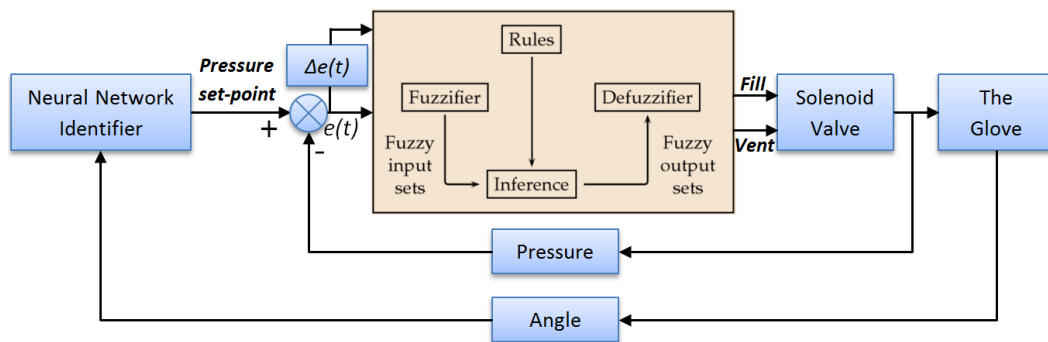 Neural Network
Identifier
Pressure
set-point
+
-
Δe(t)
e(t)
Rules
Fuzzifier
Defuzzifier
Fuzzy
input
sets
Inference
Fuzzy
output
sets
Fill
Vent
Solenoid
Valve
The
Glove
Pressure
Angle